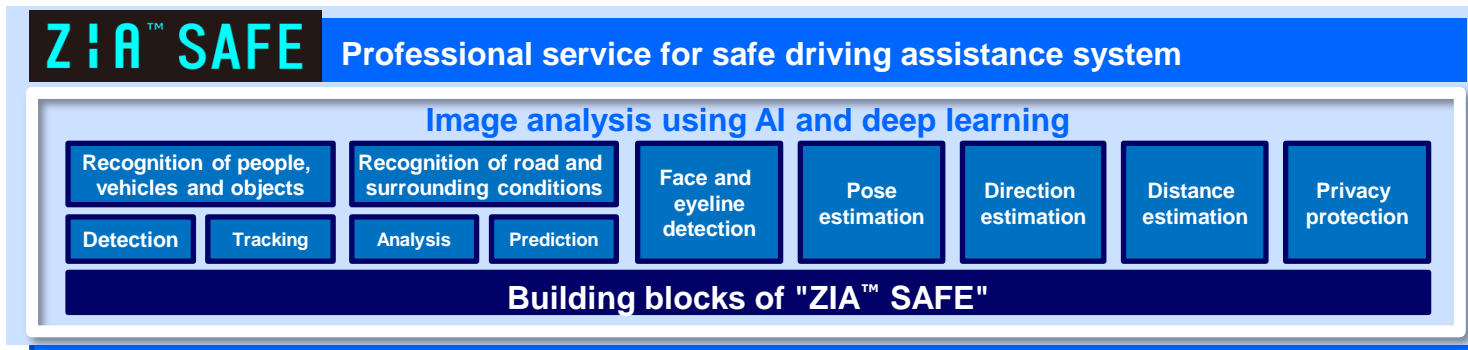 ZIA™ SAFE Professional service for safe driving assistance system
Image analysis using AI and deep learning
Recognition of people,
vehicles and objects
Detection
Tracking
Recognition of road and
surrounding conditions
Analysis
Prediction
Face and
eyeline
detection
Pose
estimation
Direction
estimation
Distance
estimation
Privacy
protection
Building blocks of "ZIA™ SAFE"